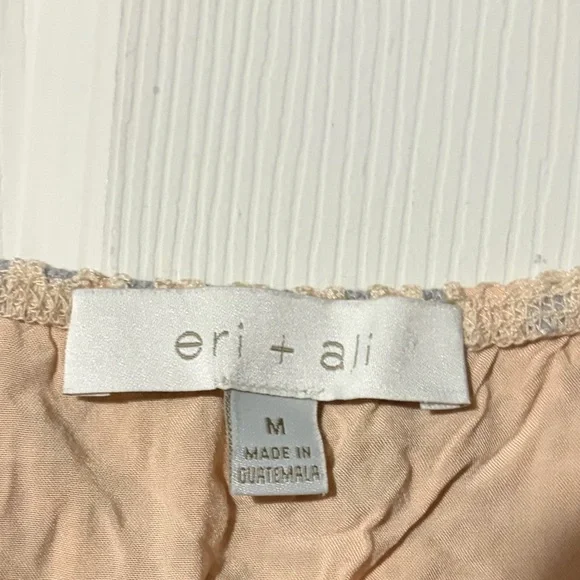 eri + ali
M
MADE IN
GUATEMALA